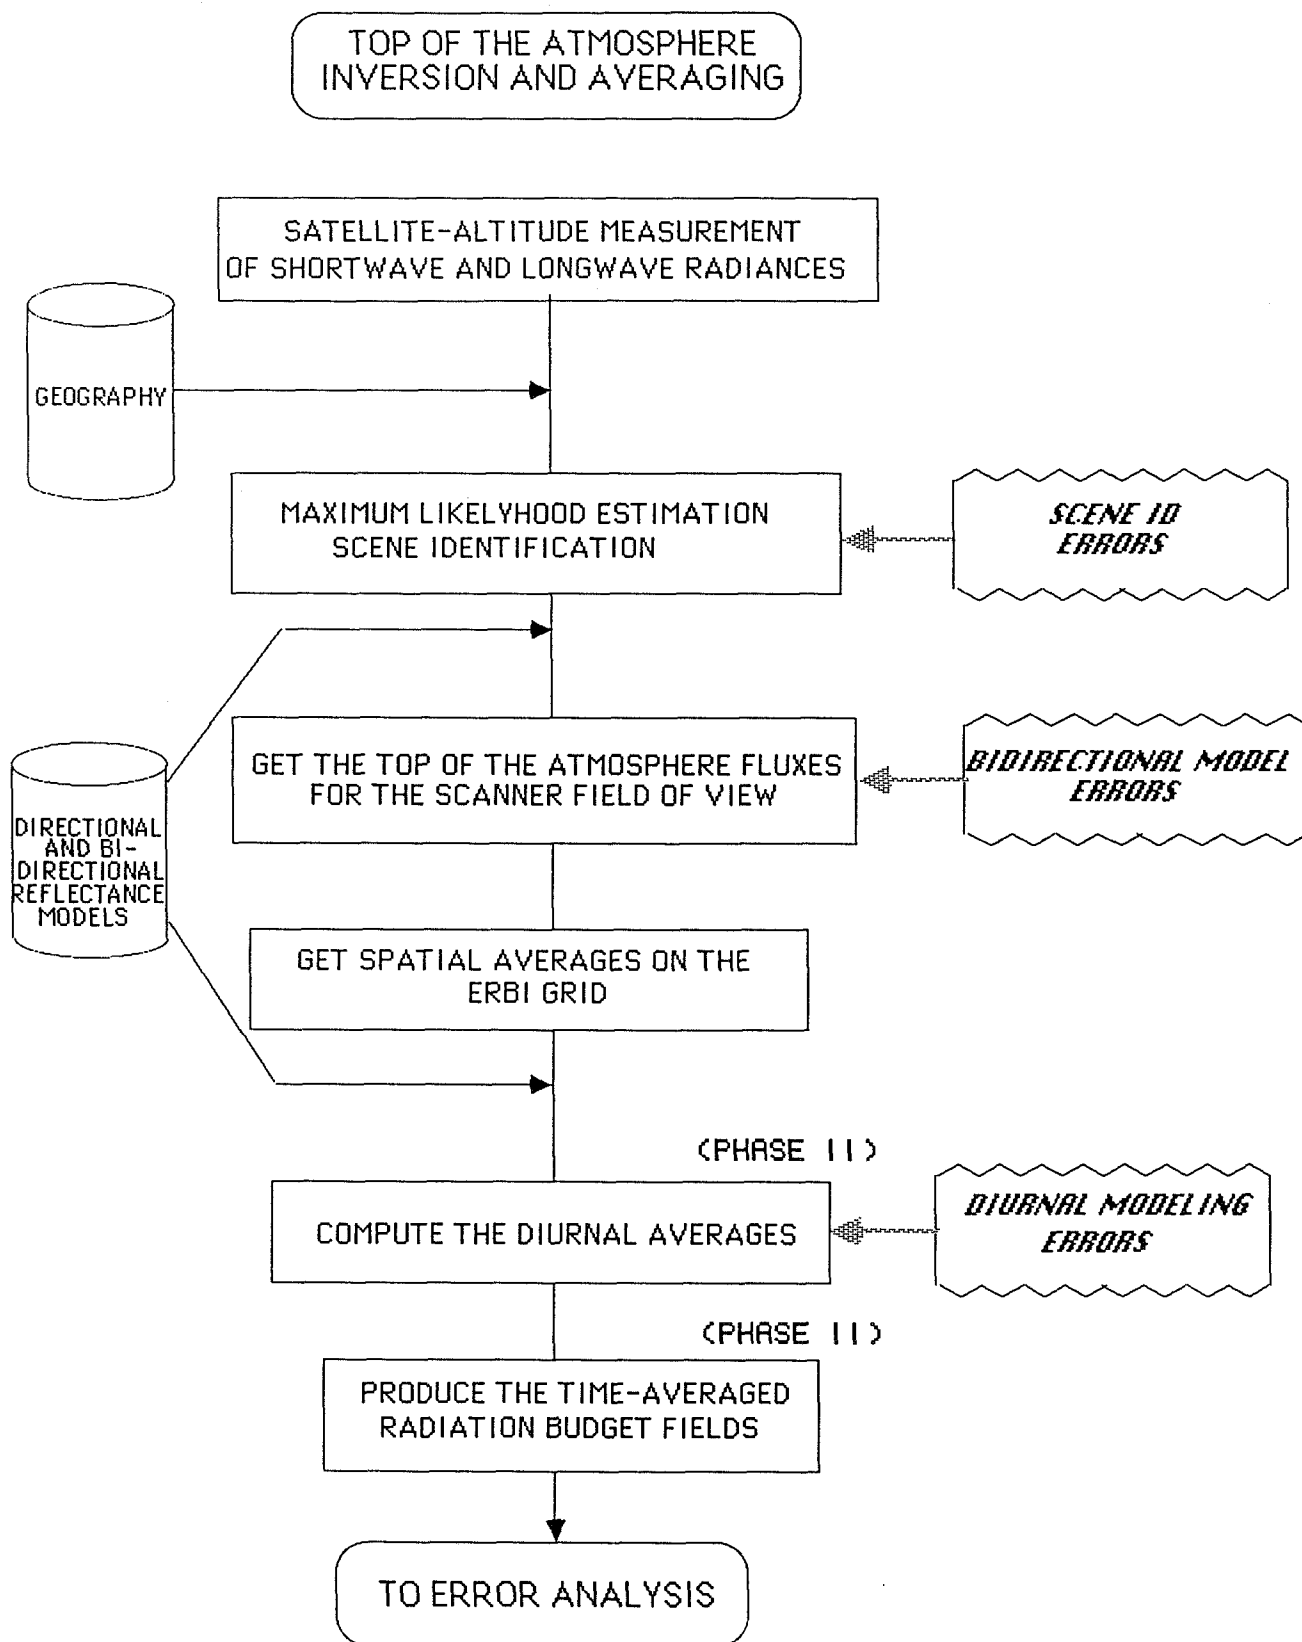 TOP OF THE ATMOSPHERE
INVERSION AND AVERAGING
SATELLITE-ALTITUDE MEASUREMENT
OF SHORTWAVE AND LONGWAVE RADIANCES
GEOGRAPHY
MAXIMUM LIKELYHOOD ESTIMATION
SCENE IDENTIFICATION
SCENE ID
ERRORS
GET THE TOP OF THE ATMOSPHERE FLUXES
FOR THE SCANNER FIELD OF VIEW
BIDIRECTIONAL MODEL
ERRORS
DIRECTIONAL
AND BI-
DIRECTIONAL
REFLECTANCE
MODELS
GET SPATIAL AVERAGES ON THE
ERBI GRID
(PHASE II)
COMPUTE THE DIURNAL AVERAGES
DIURNAL MODELING
ERRORS
(PHASE II)
PRODUCE THE TIME-AVERAGED
RADIATION BUDGET FIELDS
TO ERROR ANALYSIS